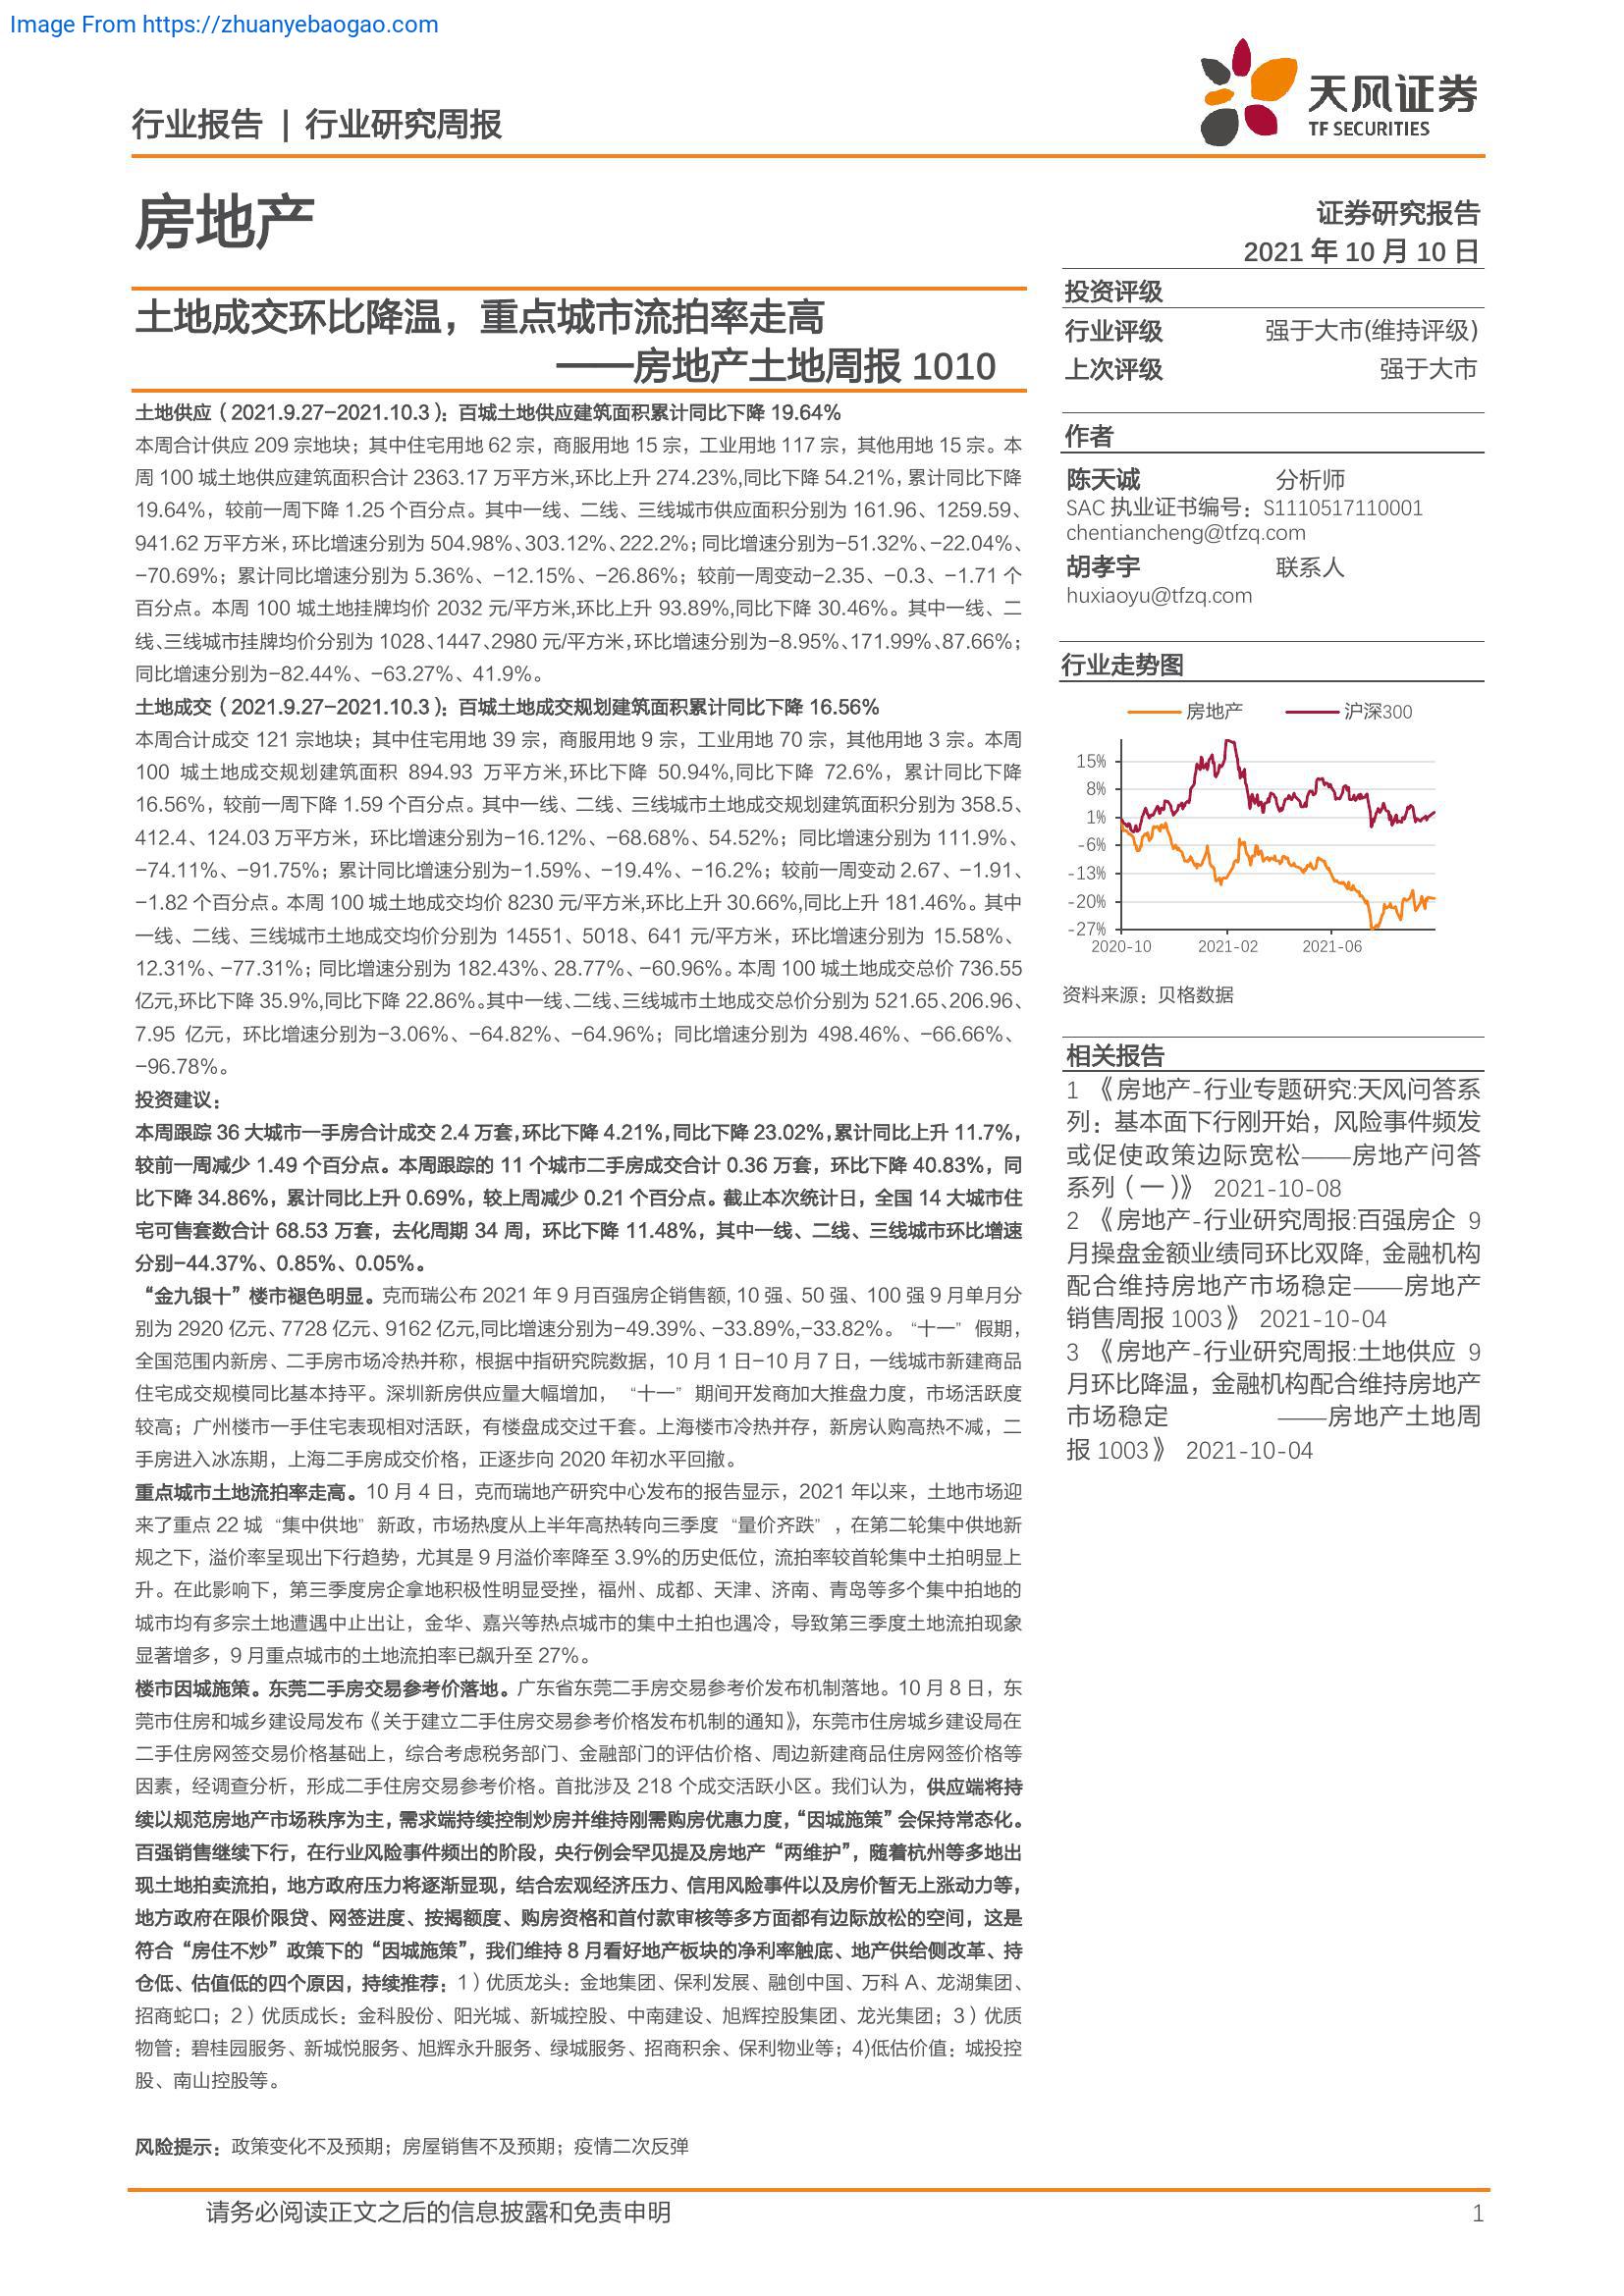 Image From https://zhuanyebaogao.com
行业报告 | 行业研究周报
天风证券
TF SECURITIES
房地产
证券研究报告
2021 年 10 月 10 日
土地成交环比降温，重点城市流拍率走高
——房地产土地周报 1010
土地供应（2021.9.27-2021.10.3）：百城土地供应建筑面积累计同比下降 19.64%
本周合计供应 209 宗地块；其中住宅用地 62 宗，商服用地 15 宗，工业用地 117 宗，其他用地 15 宗。本
周 100 城土地供应建筑面积合计 2363.17 万平方米,环比上升 274.23%,同比下降 54.21%，累计同比下降
19.64%，较前一周下降 1.25 个百分点。其中一线、二线、三线城市供应面积分别为 161.96、1259.59、
941.62 万平方米，环比增速分别为 504.98%、303.12%、222.2%；同比增速分别为-51.32%、-22.04%、
-70.69%；累计同比增速分别为 5.36%、-12.15%、-26.86%；较前一周变动-2.35、-0.3、-1.71 个
百分点。本周 100 城土地挂牌均价 2032 元/平方米,环比上升 93.89%,同比下降 30.46%。其中一线、二
线、三线城市挂牌均价分别为 1028、1447、2980 元/平方米，环比增速分别为-8.95%、171.99%、87.66%；
同比增速分别为-82.44%、-63.27%、41.9%。
土地成交（2021.9.27-2021.10.3）：百城土地成交规划建筑面积累计同比下降 16.56%
本周合计成交 121 宗地块；其中住宅用地 39 宗，商服用地 9 宗，工业用地 70 宗，其他用地 3 宗。本周
100 城土地成交规划建筑面积 894.93 万平方米,环比下降 50.94%,同比下降 72.6%，累计同比下降
16.56%，较前一周下降 1.59 个百分点。其中一线、二线、三线城市土地成交规划建筑面积分别为 358.5、
412.4、124.03 万平方米，环比增速分别为-16.12%、-68.68%、54.52%；同比增速分别为 111.9%、
-74.11%、-91.75%；累计同比增速分别为-1.59%、-19.4%、-16.2%；较前一周变动 2.67、-1.91、
-1.82 个百分点。本周 100 城土地成交均价 8230 元/平方米,环比上升 30.66%,同比上升 181.46%。其中
一线、二线、三线城市土地成交均价分别为 14551、5018、641 元/平方米，环比增速分别为 15.58%、
12.31%、-77.31%；同比增速分别为 182.43%、28.77%、-60.96%。本周 100 城土地成交总价 736.55
亿元,环比下降 35.9%,同比下降 22.86%。其中一线、二线、三线城市土地成交总价分别为 521.65、206.96、
7.95 亿元，环比增速分别为-3.06%、-64.82%、-64.96%；同比增速分别为 498.46%、-66.66%、
-96.78%。
投资建议：
本周跟踪 36 大城市一手房合计成交 2.4 万套，环比下降 4.21%，同比下降 23.02%，累计同比上升 11.7%，
较前一周减少 1.49 个百分点。本周跟踪的 11 个城市二手房成交合计 0.36 万套，环比下降 40.83%，同
比下降 34.86%，累计同比上升 0.69%，较上周减少 0.21 个百分点。截止本次统计日，全国 14 大城市住
宅可售套数合计 68.53 万套，去化周期 34 周，环比下降 11.48%，其中一线、二线、三线城市环比增速
分别-44.37%、0.85%、0.05%。
“金九银十”楼市褪色明显。克而瑞公布 2021 年 9 月百强房企销售额, 10 强、50 强、100 强 9 月单月分
别为 2920 亿元、7728 亿元、9162 亿元,同比增速分别为-49.39%、-33.89%,-33.82%。“十一”假期，
全国范围内新房、二手房市场冷热并称，根据中指研究院数据，10 月 1 日-10 月 7 日，一线城市新建商品
住宅成交规模同比基本持平。深圳新房供应量大幅增加，“十一”期间开发商加大推盘力度，市场活跃度
较高；广州楼市一手住宅表现相对活跃，有楼盘成交过千套。上海楼市冷热并存，新房认购高热不减，二
手房进入冰冻期，上海二手房成交价格，正逐步向 2020 年初水平回撤。
重点城市土地流拍率走高。10 月 4 日，克而瑞地产研究中心发布的报告显示，2021 年以来，土地市场迎
来了重点 22 城“集中供地”新政，市场热度从上半年高热转向三季度“量价齐跌”，在第二轮集中供地新
规之下，溢价率呈现出下行趋势，尤其是 9 月溢价率降至 3.9%的历史低位，流拍率较首轮集中土拍明显上
升。在此影响下，第三季度房企拿地积极性明显受挫，福州、成都、天津、济南、青岛等多个集中拍地的
城市均有多宗土地遭遇中止出让，金华、嘉兴等热点城市的集中土拍也遇冷，导致第三季度土地流拍现象
显著增多，9 月重点城市的土地流拍率已飙升至 27%。
楼市因城施策。东莞二手房交易参考价落地。广东省东莞二手房交易参考价发布机制落地。10 月 8 日，东
莞市住房和城乡建设局发布《关于建立二手住房交易参考价格发布机制的通知》，东莞市住房城乡建设局在
二手住房网签交易价格基础上，综合考虑税务部门、金融部门的评估价格、周边新建商品住房网签价格等
因素，经调查分析，形成二手住房交易参考价格。首批涉及 218 个成交活跃小区。我们认为，供应端将持
续以规范房地产市场秩序为主，需求端持续控制炒房并维持刚需购房优惠力度，“因城施策”会保持常态化。
百强销售继续下行，在行业风险事件频出的阶段，央行例会罕见提及房地产“两维护”，随着杭州等多地出
现土地拍卖流拍，地方政府压力将逐渐显现，结合宏观经济压力、信用风险事件以及房价暂无上涨动力等，
地方政府在限价限贷、网签进度、按揭额度、购房资格和首付款审核等多方面都有边际放松的空间，这是
符合“房住不炒”政策下的“因城施策”，我们维持 8 月看好地产板块的净利率触底、地产供给侧改革、持
仓低、估值低的四个原因，持续推荐：1）优质龙头：金地集团、保利发展、融创中国、万科 A、龙湖集团、
招商蛇口；2）优质成长：金科股份、阳光城、新城控股、中南建设、旭辉控股集团、龙光集团；3）优质
物管：碧桂园服务、新城悦服务、旭辉永升服务、绿城服务、招商积余、保利物业等；4)低估价值：城投控
股、南山控股等。
风险提示：政策变化不及预期；房屋销售不及预期；疫情二次反弹
投资评级
行业评级 强于大市(维持评级)
上次评级 强于大市
作者
陈天诚 分析师
SAC 执业证书编号：S1110517110001
chentiancheng@tfzq.com
胡孝宇 联系人
huxiaoyu@tfzq.com
行业走势图
房地产 沪深300
15%
8%
1%
-6%
-13%
-20%
-27%
2020-10 2021-02 2021-06
资料来源：贝格数据
相关报告
1 《房地产-行业专题研究:天风问答系
列：基本面下行刚开始，风险事件频发
或促使政策边际宽松——房地产问答
系列（一）》 2021-10-08
2 《房地产-行业研究周报:百强房企 9
月操盘金额业绩同环比双降, 金融机构
配合维持房地产市场稳定——房地产
销售周报 1003》 2021-10-04
3 《房地产-行业研究周报:土地供应 9
月环比降温，金融机构配合维持房地产
市场稳定 ——房地产土地周
报 1003》 2021-10-04
请务必阅读正文之后的信息披露和免责申明
1